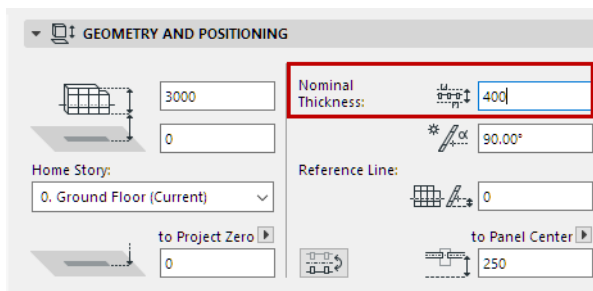 GEOMETRY AND POSITIONING
3000
Nominal
Thickness:
400
0
α 90.00°
Home Story:
Reference Line:
0. Ground Floor (Current)
0
to Project Zero
to Panel Center
0
250